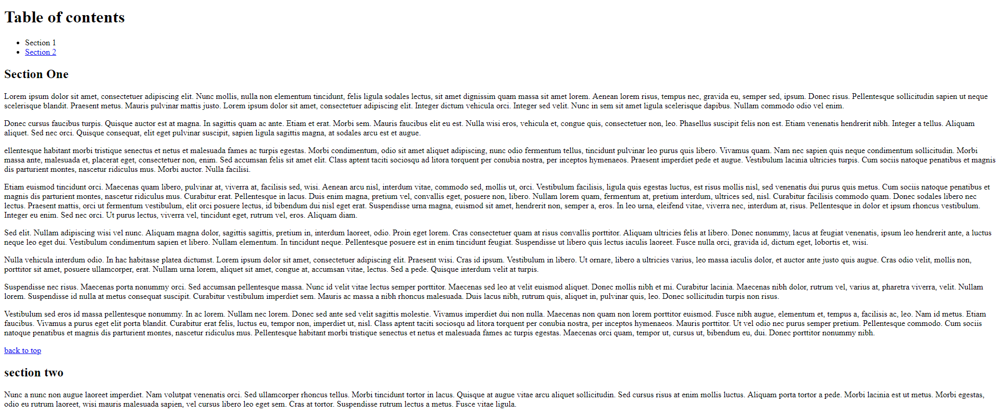 Table of contents
Section 1
Section 2
Section One
Lorem ipsum dolor sit amet, consectetuer adipiscing elit. Nunc mollis, nulla non elementum tincidunt, felis ligula sodales lectus, sit amet dignissim quam massa sit amet lorem. Aenean lorem risus, tempus nec, gravida eu, semper sed, ipsum. Donec risus. Pellentesque sollicitudin sapien ut neque
scelerisque blandit. Praesent metus. Mauris pulvinar mattis justo. Lorem ipsum dolor sit amet, consectetuer adipiscing elit. Integer dictum vehicula orci. Integer sed velit. Nunc in sem sit amet ligula scelerisque dapibus. Nullam commodo odio vel enim.
Donec cursus faucibus turpis. Quisque auctor est at magna. In sagittis quam ac ante. Etiam et erat. Morbi sem. Mauris faucibus elit eu est. Nulla wisi eros, vehicula et, congue quis, consectetuer non, leo. Phasellus suscipit felis non est. Etiam venenatis hendrerit nibh. Integer a tellus. Aliquam
aliquet. Sed nec orci. Quisque consequat, elit eget pulvinar suscipit, sapien ligula sagittis magna, at sodales arcu est et augue.
ellentesque habitant morbi tristique senectus et netus et malesuada fames ac turpis egestas. Morbi condimentum, odio sit amet aliquet adipiscing, nunc odio fermentum tellus, tincidunt pulvinar leo purus quis libero. Vivamus quam. Nam nec sapien quis neque condimentum sollicitudin. Morbi
massa ante, malesuada et, placerat eget, consectetuer non, enim. Sed accumsan felis sit amet elit. Class aptent taciti sociosqu ad litora torquent per conubia nostra, per inceptos hymenaeos. Praesent imperdiet pede et augue. Vestibulum lacinia ultricies turpis. Cum sociis natoque penatibus et magnis
dis parturient montes, nascetur ridiculus mus. Morbi auctor. Nulla facilisi.
Etiam euismod tincidunt orci. Maecenas quam libero, pulvinar at, viverra at, facilisis sed, wisi. Aenean arcu nisl, interdum vitae, commodo sed, mollis ut, orci. Vestibulum facilisis, ligula quis egestas luctus, est risus mollis nisl, sed venenatis dui purus quis metus. Cum sociis natoque penatibus et
magnis dis parturient montes, nascetur ridiculus mus. Curabitur erat. Pellentesque in lacus. Duis enim magna, pretium vel, convallis eget, posuere non, libero. Nullam lorem quam, fermentum at, pretium interdum, ultrices sed, nisl. Curabitur facilisis commodo quam. Donec sodales libero nec
lectus. Praesent mattis, orci ut fermentum vestibulum, elit orci posuere lectus, id bibendum dui nisl eget erat. Suspendisse urna magna, euismod sit amet, hendrerit non, semper a, eros. In leo urna, eleifend vitae, viverra nec, interdum at, risus. Pellentesque in dolor et ipsum rhoncus vestibulum.
Integer eu enim. Sed nec orci. Ut purus lectus, viverra vel, tincidunt eget, rutrum vel, eros. Aliquam diam.
Sed elit. Nullam adipiscing wisi vel nunc. Aliquam magna dolor, sagittis sagittis, pretium in, interdum laoreet, odio. Proin eget lorem. Cras consectetuer quam at risus convallis porttitor. Aliquam ultricies felis at libero. Donec nonummy, lacus at feugiat venenatis, ipsum leo hendrerit ante, a luctus
neque leo eget dui. Vestibulum condimentum sapien et libero. Nullam elementum. In tincidunt neque. Pellentesque posuere est in enim tincidunt feugiat. Suspendisse ut libero quis lectus iaculis laoreet. Fusce nulla orci, gravida id, dictum eget, lobortis et, wisi.
Nulla vehicula interdum odio. In hac habitasse platea dictumst. Lorem ipsum dolor sit amet, consectetuer adipiscing elit. Praesent wisi. Cras id ipsum. Vestibulum in libero. Ut ornare, libero a ultricies varius, leo massa iaculis dolor, et auctor ante justo quis augue. Cras odio velit, mollis non,
porttitor sit amet, posuere ullamcorper, erat. Nullam urna lorem, aliquet sit amet, congue at, accumsan vitae, lectus. Sed a pede. Quisque interdum velit at turpis.
Suspendisse nec risus. Maecenas porta nonummy orci. Sed accumsan pellentesque massa. Nunc id velit vitae lectus semper porttitor. Maecenas sed leo at velit euismod aliquet. Donec mollis nibh et mi. Curabitur lacinia. Maecenas nibh dolor, rutrum vel, varius at, pharetra viverra, velit. Nullam
lorem. Suspendisse id nulla at metus consequat suscipit. Curabitur vestibulum imperdiet sem. Mauris ac massa a nibh rhoncus malesuada. Duis lacus nibh, rutrum quis, aliquet in, pulvinar quis, leo. Donec sollicitudin turpis non risus.
Vestibulum sed eros id massa pellentesque nonummy. In ac lorem. Nullam nec lorem. Donec sed ante sed velit sagittis molestie. Vivamus imperdiet dui non nulla. Maecenas non quam non lorem porttitor euismod. Fusce nibh augue, elementum et, tempus a, facilisis ac, leo. Nam id metus. Etiam
faucibus. Vivamus a purus eget elit porta blandit. Curabitur erat felis, luctus eu, tempor non, imperdiet ut, nisl. Class aptent taciti sociosqu ad litora torquent per conubia nostra, per inceptos hymenaeos. Mauris porttitor. Ut vel odio nec purus semper pretium. Pellentesque commodo. Cum sociis
natoque penatibus et magnis dis parturient montes, nascetur ridiculus mus. Pellentesque habitant morbi tristique senectus et netus et malesuada fames ac turpis egestas. Maecenas orci quam, tempor ut, cursus ut, bibendum eu, dui. Donec porttitor nonummy nibh.
back to top
section two
Nunc a nunc non augue laoreet imperdiet. Nam volutpat venenatis orci. Sed ullamcorper rhoncus tellus. Morbi tincidunt tortor in lacus. Quisque at augue vitae arcu aliquet sollicitudin. Sed cursus risus at enim mollis luctus. Aliquam porta tortor a pede. Morbi lacinia est ut metus. Morbi egestas,
odio eu rutrum laoreet, wisi mauris malesuada sapien, vel cursus libero leo eget sem. Cras at tortor. Suspendisse rutrum lectus a metus. Fusce vitae ligula.